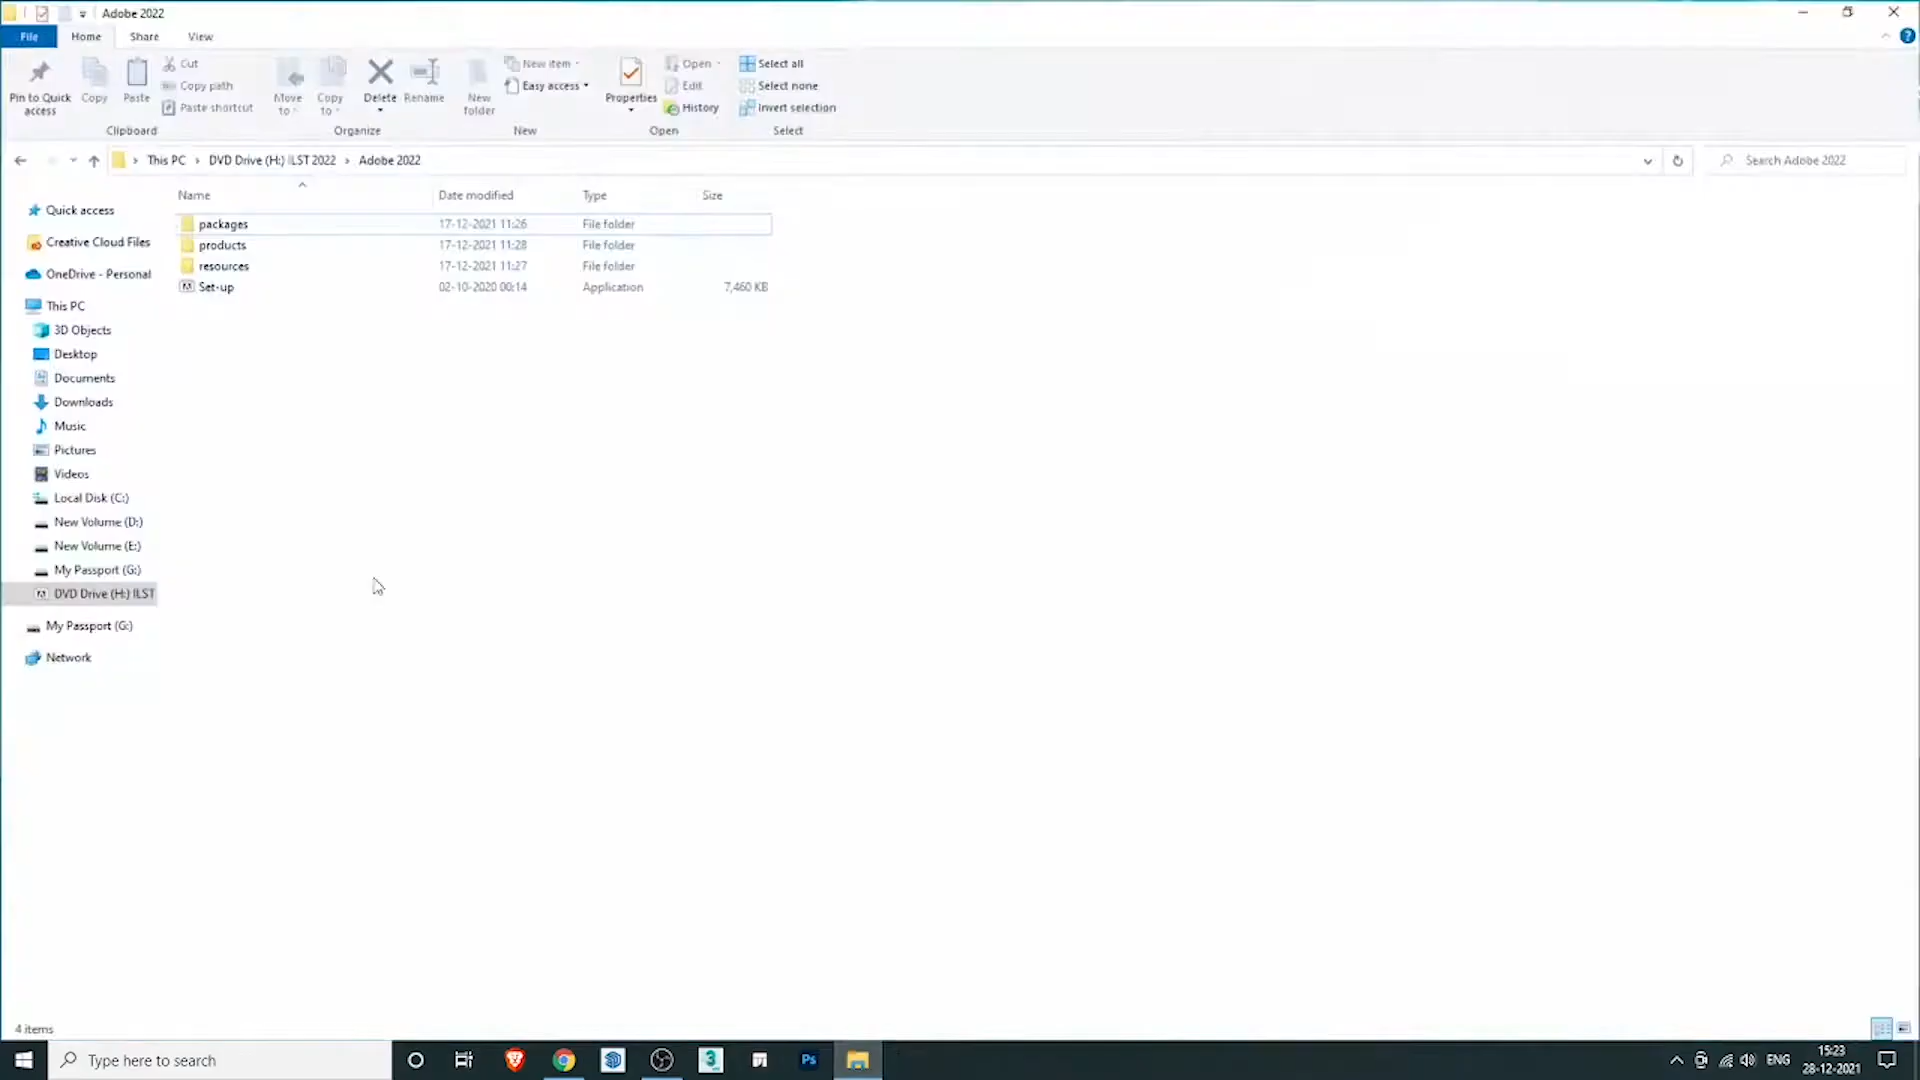 Adobe 2022
File Home Share View
Pin to Quick access
Copy
Paste
Cut
Copy path
Paste shortcut
Clipboard
Move to
Copy to
Delete
Rename
Organize
New folder
New item
Easy access
New
Properties
Open
Edit
History
Open
Select all
Select none
Invert selection
Select
This PC › DVD Drive (H:) ILST 2022 › Adobe 2022
Search Adobe 2022
Name Date modified Type Size
packages 17-12-2021 11:26 File folder
products 17-12-2021 11:28 File folder
resources 17-12-2021 11:27 File folder
Set-up 02-10-2020 00:14 Application 7,460 KB
Quick access
Creative Cloud Files
OneDrive - Personal
This PC
3D Objects
Desktop
Documents
Downloads
Music
Pictures
Videos
Local Disk (C:)
New Volume (D:)
New Volume (E:)
My Passport (G:)
DVD Drive (H:) ILST
My Passport (G:)
Network
4 items
Type here to search
3
Ps
ENG
15:23
28-12-2021